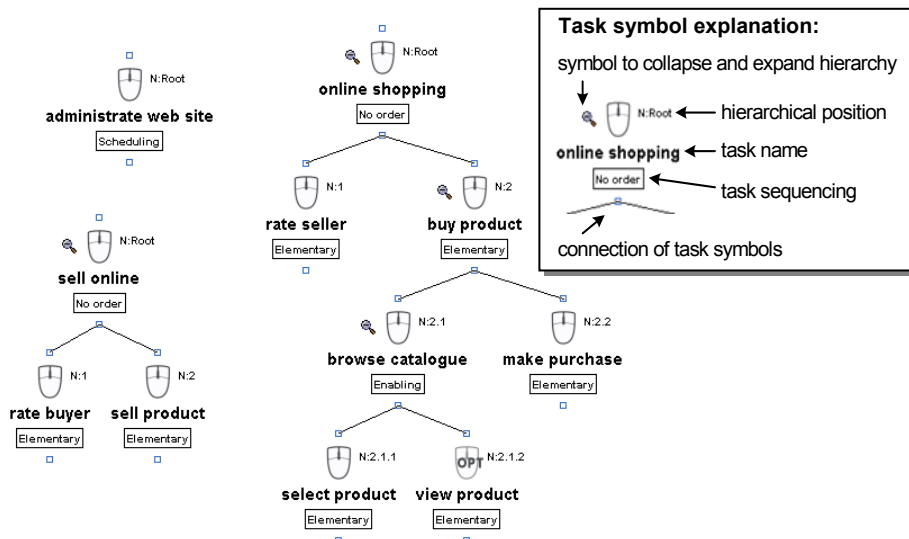 N:Root
administrate web site
Scheduling
N:Root
sell online
No order
N:1
rate buyer
Elementary
N:2
sell product
Elementary
N:Root
online shopping
No order
N:1
rate seller
Elementary
N:2
buy product
Elementary
N:2.1
browse catalogue
Enabling
N:2.2
make purchase
Elementary
N:2.1.1
select product
Elementary
OPT
N:2.1.2
view product
Elementary
Task symbol explanation:
symbol to collapse and expand hierarchy
N:Root
hierarchical position
online shopping
task name
No order
task sequencing
connection of task symbols